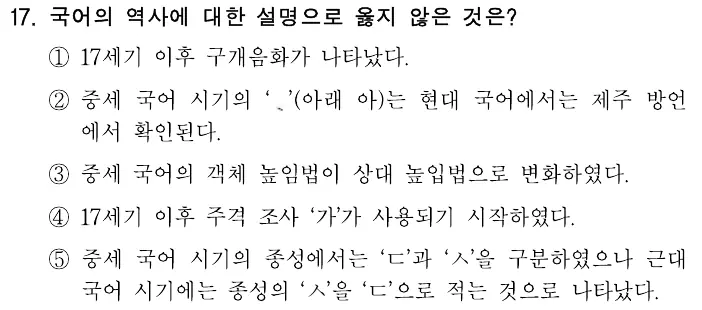 17. 국어의 역사에 대한 설명으로 옳지 않은 것은?
① 17세기 이후 구개음화가 나타났다.
② 중세 국어 시기의 ‘ㆍ’(아래 아)는 현대 국어에서는 제주 방언
에서 확인된다.
③ 중세 국어의 객체 높임법이 상대 높입법으로 변화하였다.
④ 17세기 이후 주격 조사 ‘가’가 사용되기 시작하였다.
⑤ 중세 국어 시기의 종성에서는 ‘ㄷ’과 ‘ㅅ’을 구분하였으나 근대
국어 시기에는 종성의 ‘ㅅ’을 ‘ㄷ’으로 적는 것으로 나타났다.